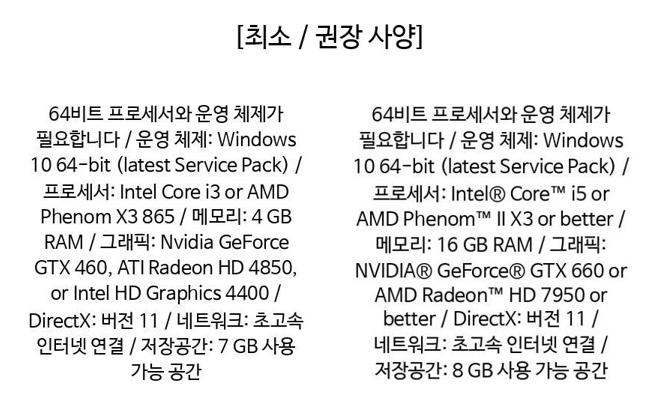 [최소 / 권장 사양]
64비트 프로세서와 운영 체제가
필요합니다 / 운영 체제: Windows
10 64-bit (latest Service Pack) /
프로세서: Intel Core i3 or AMD
Phenom X3 865 / 메모리: 4 GB
RAM / 그래픽: Nvidia GeForce
GTX 460, ATI Radeon HD 4850,
or Intel HD Graphics 4400 /
DirectX: 버전 11 / 네트워크: 초고속
인터넷 연결 / 저장공간: 7 GB 사용
가능 공간
64비트 프로세서와 운영 체제가
필요합니다 / 운영 체제: Windows
10 64-bit (latest Service Pack) /
프로세서: Intel® Core™ i5 or
AMD Phenom™ II X3 or better /
메모리: 16 GB RAM / 그래픽:
NVIDIA® GeForce® GTX 660 or
AMD Radeon™ HD 7950 or
better / DirectX: 버전 11 /
네트워크: 초고속 인터넷 연결 /
저장공간: 8 GB 사용 가능 공간